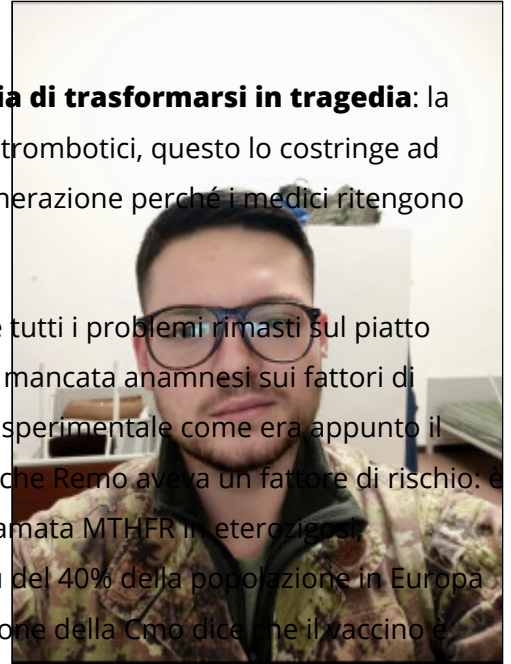 ia di trasformarsi in tragedia: la
trombotici, questo lo costringe ad
nerazione perché i medici ritengono
e tutti i problemi rimasti sul piatto
mancata anamnesi sui fattori di
sperimentale come era appunto il
che Remo aveva un fattore di rischio: è
amata MTHFR in eterozigosi,
del 40% della popolazione in Europa
one della Cmo dice che il vaccino è